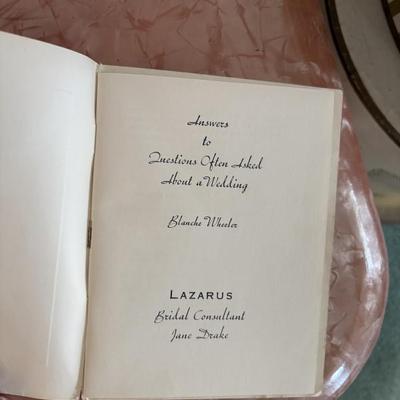 Answers
to
Questions Often Asked
About a Wedding
Blanche Wheeler
LAZARUS
Bridal Consultant
Jane Drake